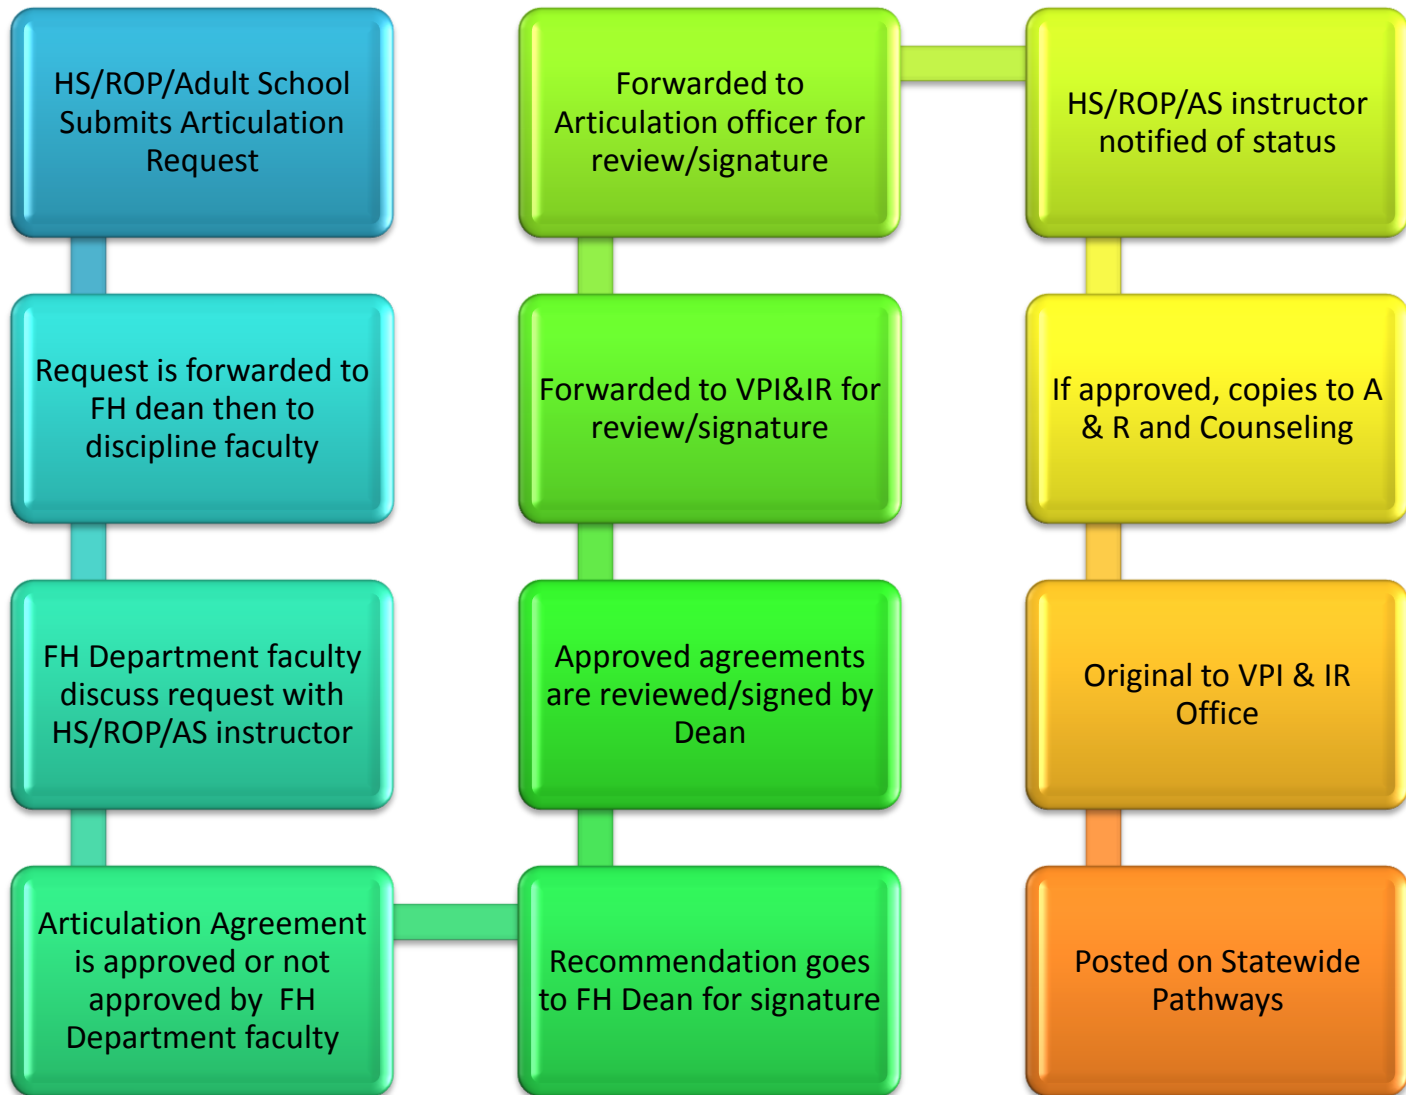 HS/ROP/Adult School
Submits Articulation
Request
Request is forwarded to
FH dean then to
discipline faculty
FH Department faculty
discuss request with
HS/ROP/AS instructor
Articulation Agreement
is approved or not
approved by  FH
Department faculty
Recommendation goes
to FH Dean for signature
Approved agreements
are reviewed/signed by
Dean
Forwarded to VPI&IR for
review/signature
Forwarded to
Articulation officer for
review/signature
HS/ROP/AS instructor
notified of status
If approved, copies to A
& R and Counseling
Original to VPI & IR
Office
Posted on Statewide
Pathways